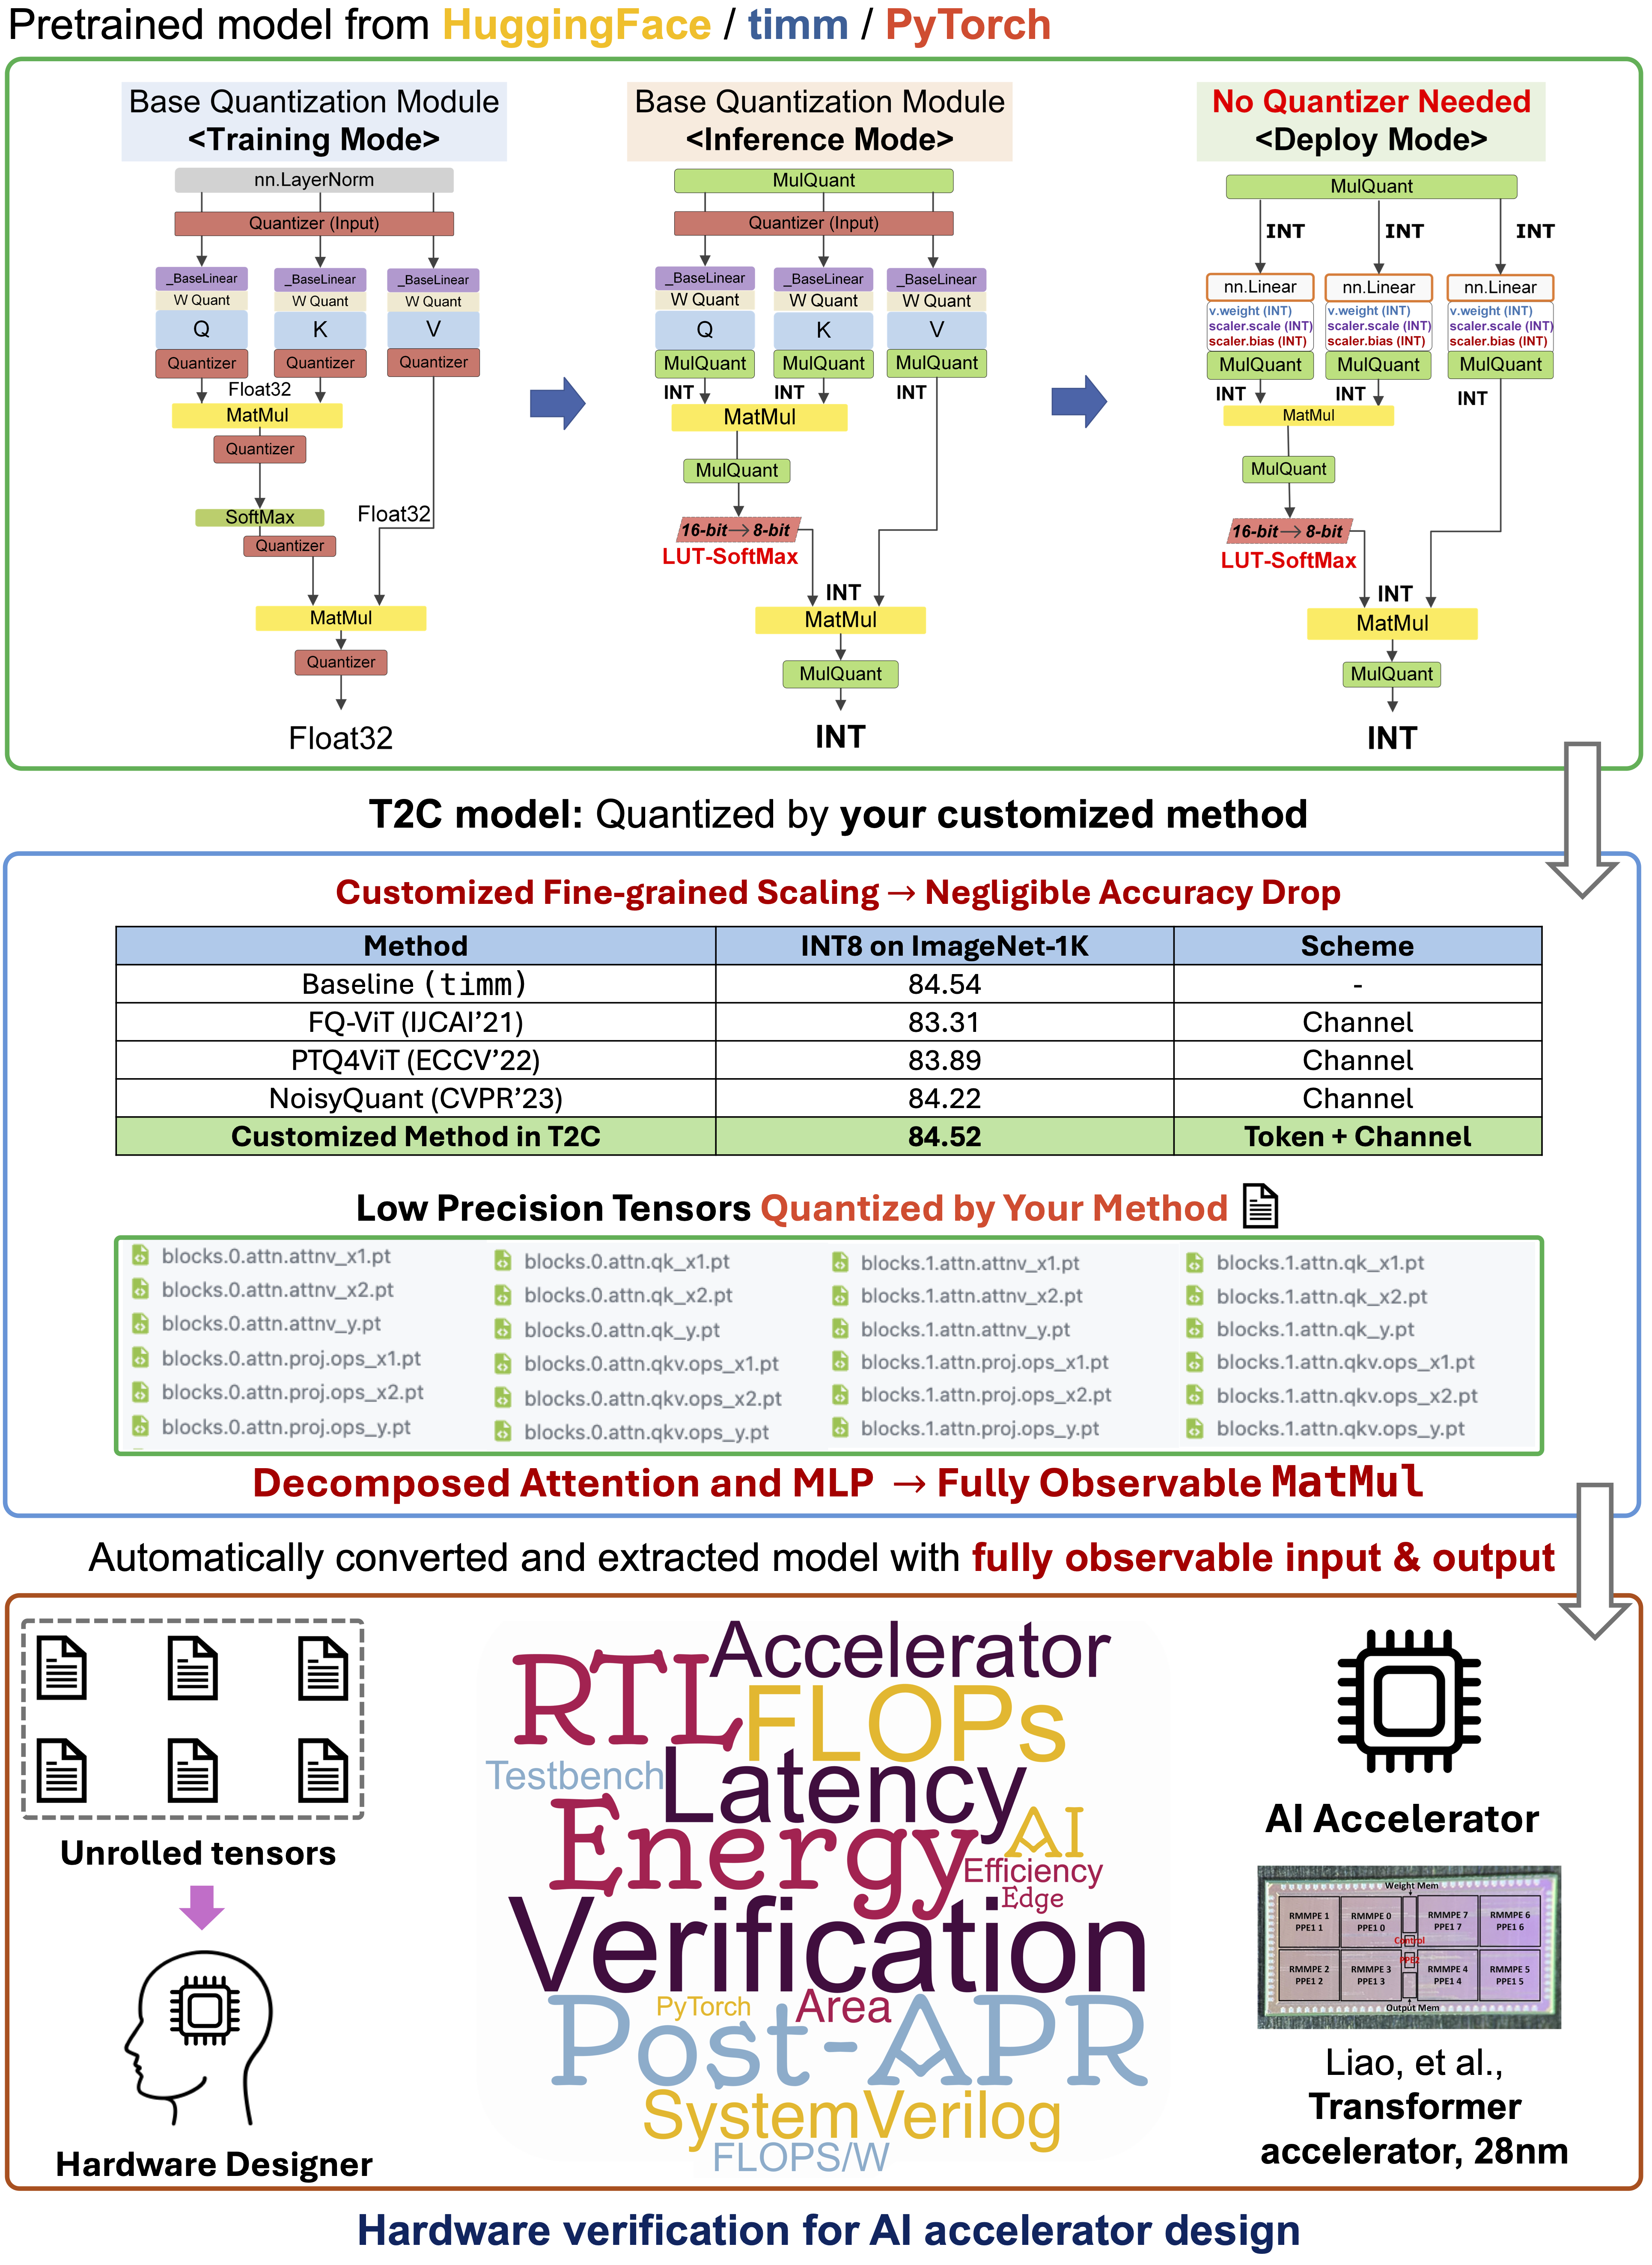 Pretrained model from HuggingFace / timm / PyTorch
Base Quantization Module
<Training Mode>
nn.LayerNorm
Quantizer (Input)
_BaseLinear
_BaseLinear
_BaseLinear
W Quant
W Quant
W Quant
Q
K
V
Quantizer
Quantizer
Quantizer
Float32
MatMul
Quantizer
SoftMax
Float32
Quantizer
MatMul
Quantizer
Float32
Base Quantization Module
<Inference Mode>
MulQuant
Quantizer (Input)
_BaseLinear
_BaseLinear
_BaseLinear
W Quant
W Quant
W Quant
Q
K
V
MulQuant
MulQuant
MulQuant
INT
INT
INT
MatMul
MulQuant
16-bit→8-bit
LUT-SoftMax
INT
MatMul
MulQuant
INT
No Quantizer Needed
<Deploy Mode>
MulQuant
INT
INT
INT
nn.Linear
nn.Linear
nn.Linear
v.weight (INT)
v.weight (INT)
v.weight (INT)
scaler.scale (INT)
scaler.scale (INT)
scaler.scale (INT)
scaler.bias (INT)
scaler.bias (INT)
scaler.bias (INT)
MulQuant
MulQuant
MulQuant
INT
INT
INT
MatMul
MulQuant
16-bit→8-bit
LUT-SoftMax
INT
MatMul
MulQuant
INT
T2C model: Quantized by your customized method
Customized Fine-grained Scaling → Negligible Accuracy Drop
Method INT8 on ImageNet-1K Scheme
Baseline (timm) 84.54 -
FQ-ViT (IJCAI’21) 83.31 Channel
PTQ4ViT (ECCV’22) 83.89 Channel
NoisyQuant (CVPR’23) 84.22 Channel
Customized Method in T2C 84.52 Token + Channel
Low Precision Tensors Quantized by Your Method
blocks.0.attn.attnv_x1.pt
blocks.0.attn.attnv_x2.pt
blocks.0.attn.attnv_y.pt
blocks.0.attn.proj.ops_x1.pt
blocks.0.attn.proj.ops_x2.pt
blocks.0.attn.proj.ops_y.pt
blocks.0.attn.qk_x1.pt
blocks.0.attn.qk_x2.pt
blocks.0.attn.qk_y.pt
blocks.0.attn.qkv.ops_x1.pt
blocks.0.attn.qkv.ops_x2.pt
blocks.0.attn.qkv.ops_y.pt
blocks.1.attn.attnv_x1.pt
blocks.1.attn.attnv_x2.pt
blocks.1.attn.attnv_y.pt
blocks.1.attn.proj.ops_x1.pt
blocks.1.attn.proj.ops_x2.pt
blocks.1.attn.proj.ops_y.pt
blocks.1.attn.qk_x1.pt
blocks.1.attn.qk_x2.pt
blocks.1.attn.qk_y.pt
blocks.1.attn.qkv.ops_x1.pt
blocks.1.attn.qkv.ops_x2.pt
blocks.1.attn.qkv.ops_y.pt
Decomposed Attention and MLP → Fully Observable MatMul
Automatically converted and extracted model with fully observable input & output
Unrolled tensors
Hardware Designer
Accelerator
RTL
FLOPs
Testbench
Latency
Energy
AI
Efficiency
Edge
Verification
PyTorch
Area
Post-APR
SystemVerilog
FLOPS/W
AI Accelerator
Weight Mem
RMMPE 1
PPE1 1
RMMPE 0
PPE1 0
RMMPE 7
PPE1 7
RMMPE 6
PPE1 6
Control
PPE2
RMMPE 2
PPE1 2
RMMPE 3
PPE1 3
RMMPE 4
PPE1 4
RMMPE 5
PPE1 5
Output Mem
Liao, et al.,
Transformer
accelerator, 28nm
Hardware verification for AI accelerator design